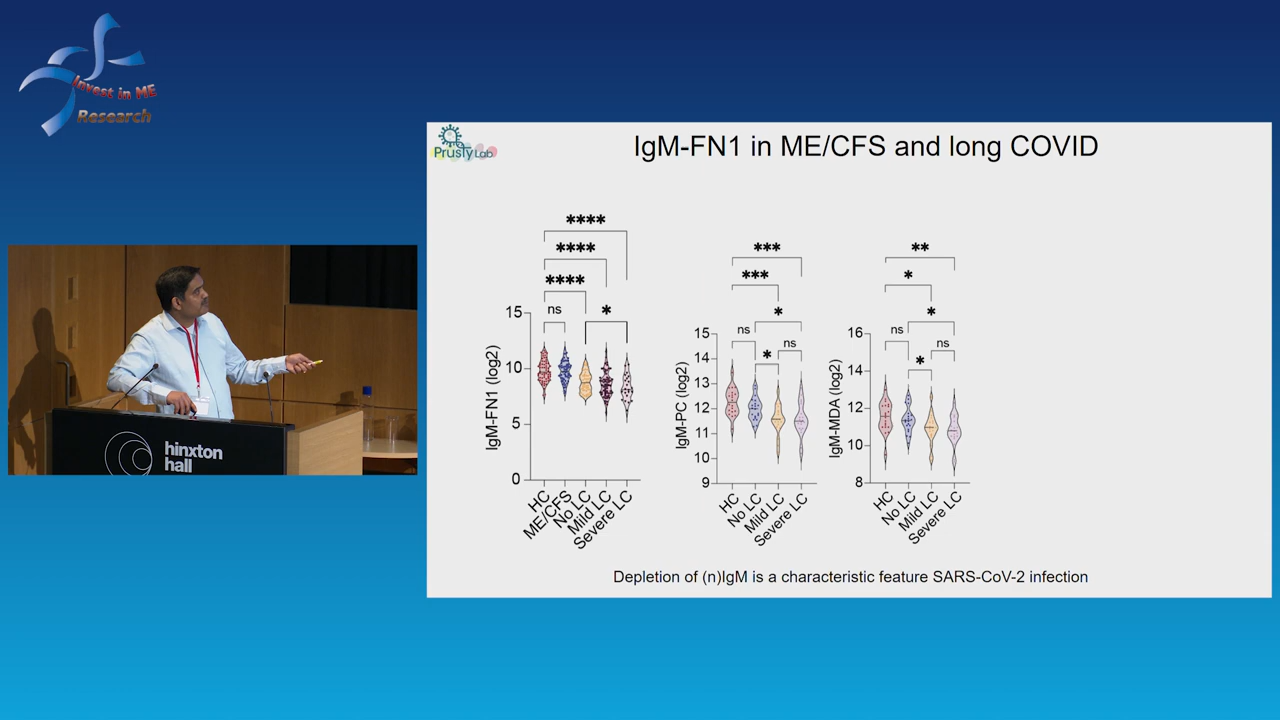 Invest in ME
Research
Prusty Lab
IgM-FN1 in ME/CFS and long COVID
****
****
****
ns
*
15
10
5
0
IgM-FN1 (log2)
HC
ME/CFS
No LC
Mild LC
Severe LC
***
***
*
ns
*
ns
15
14
13
12
11
10
9
IgM-PC (log2)
HC
No LC
Mild LC
Severe LC
**
*
*
ns
*
ns
16
14
12
10
8
IgM-MDA (log2)
HC
No LC
Mild LC
Severe LC
Depletion of (n)IgM is a characteristic feature SARS-CoV-2 infection
hinxton
hall